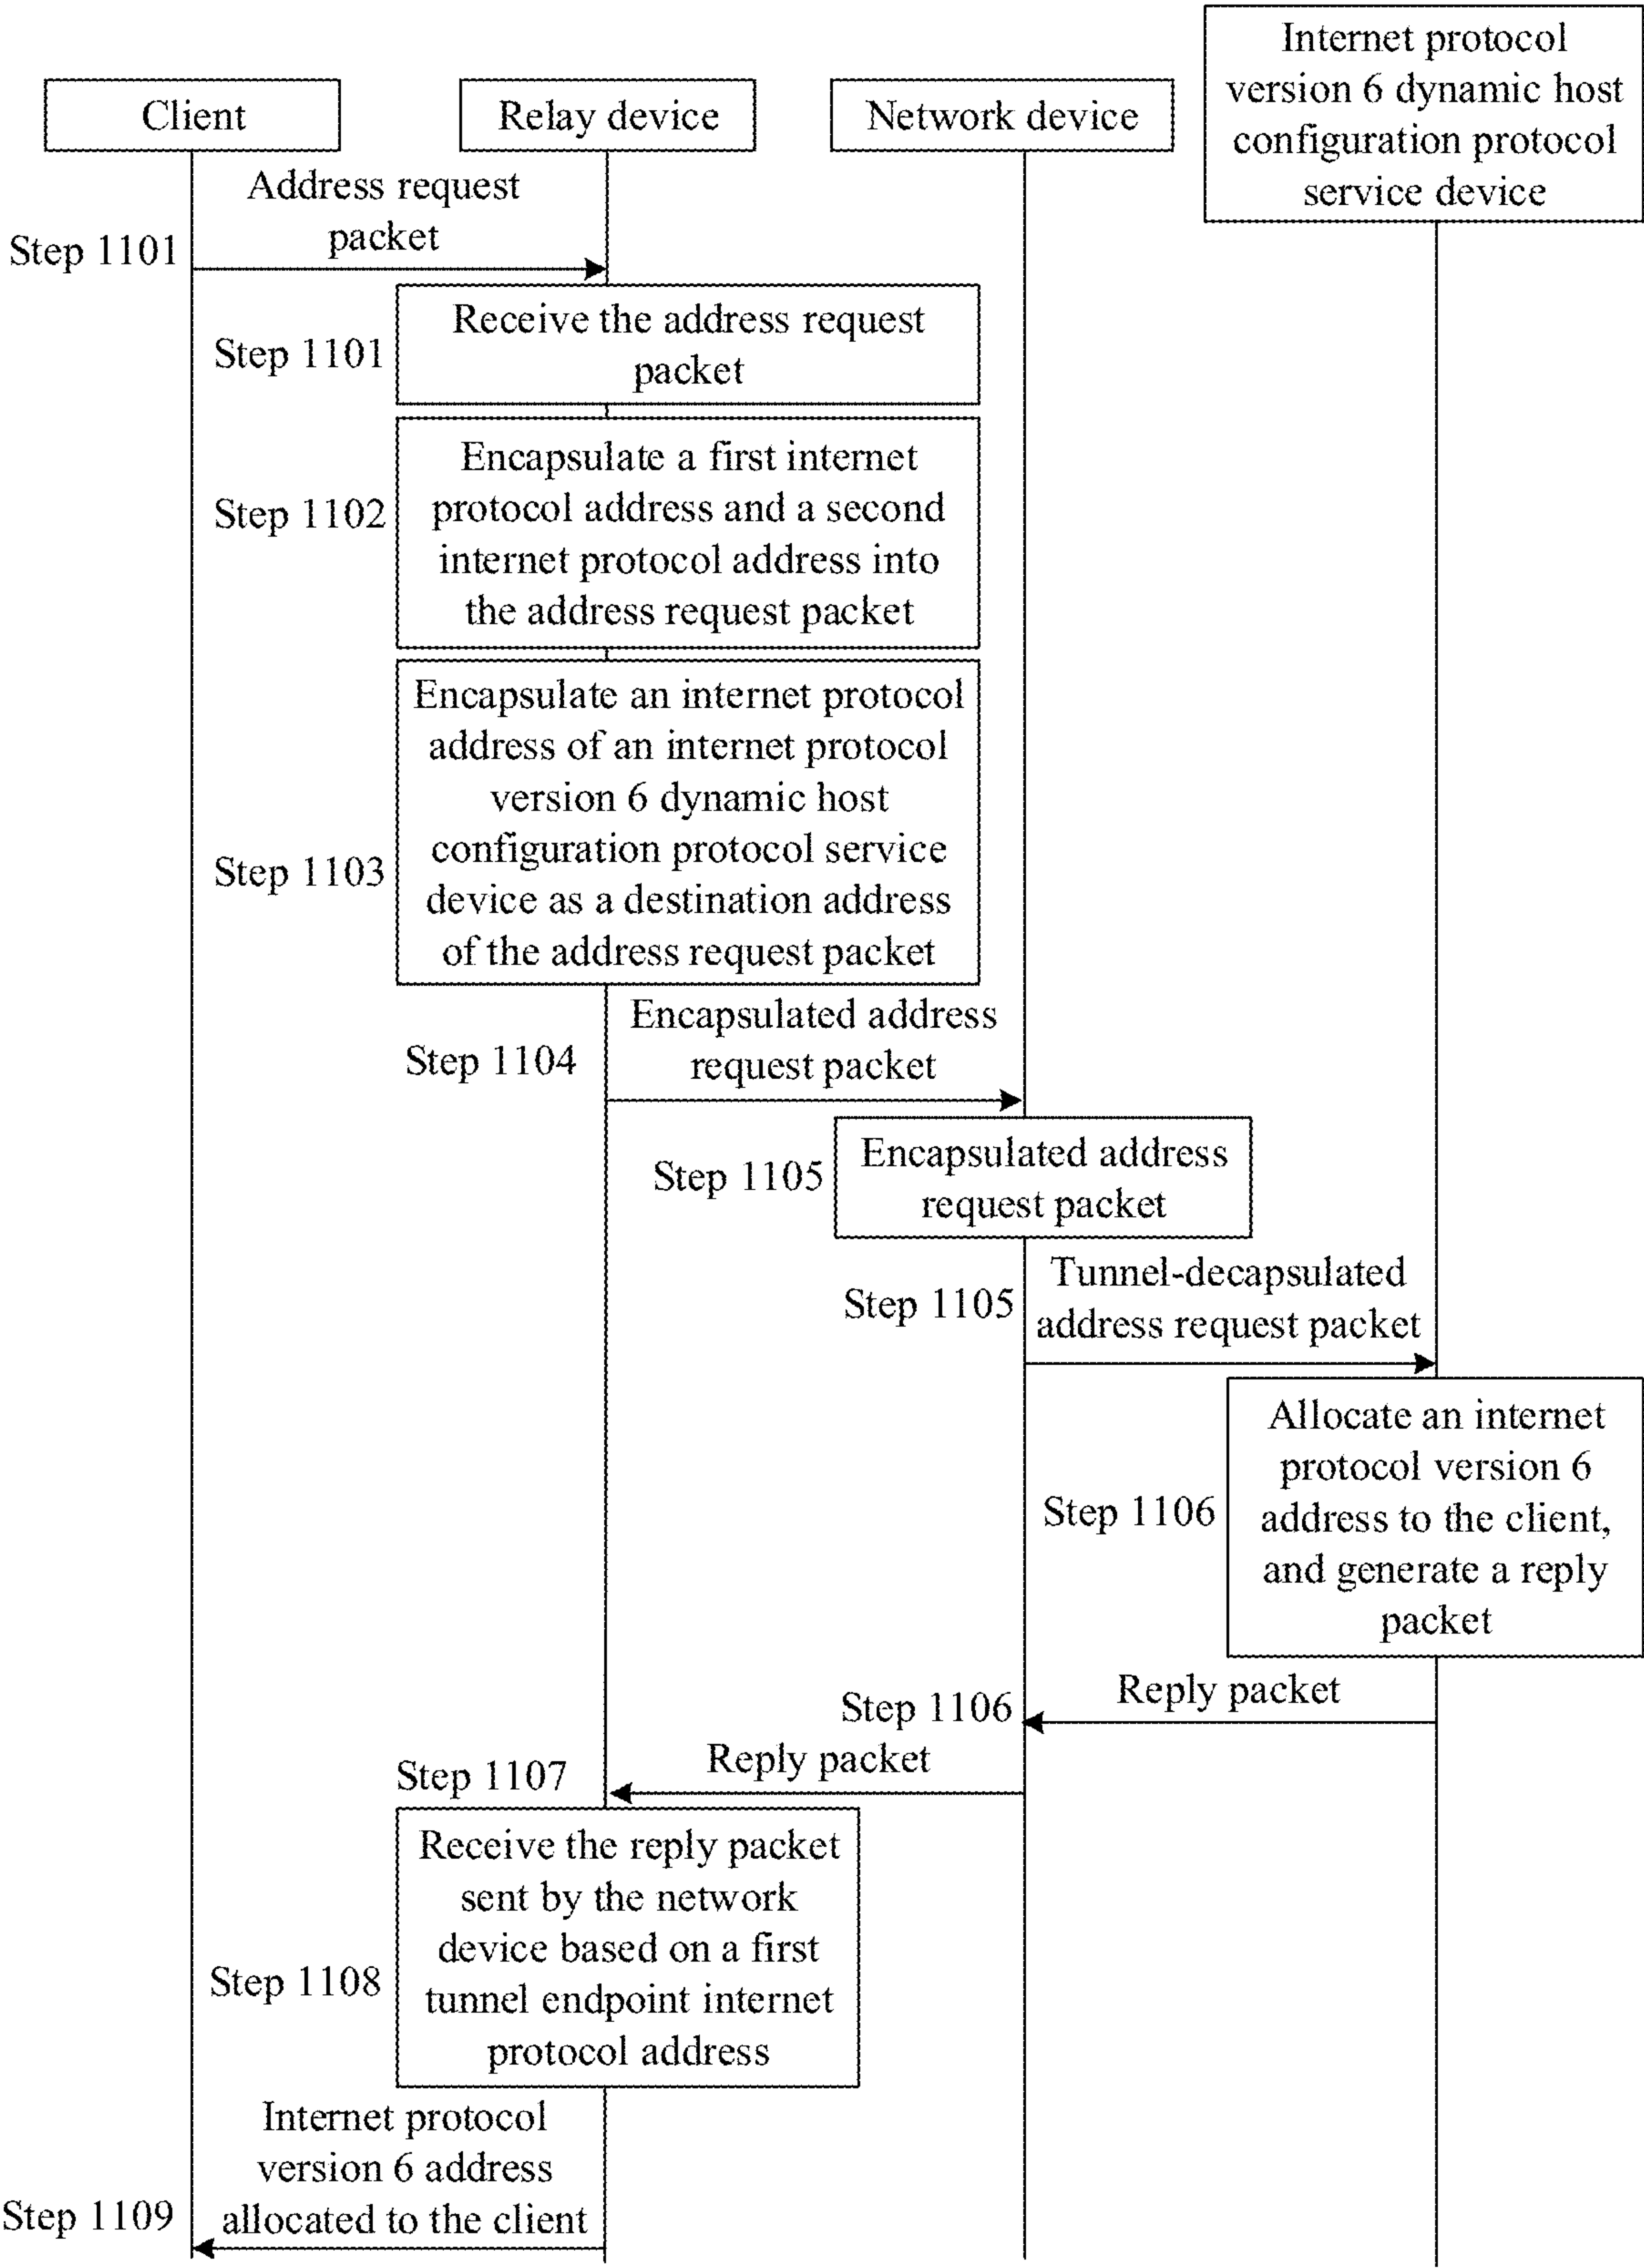 Internet protocol
version 6 dynamic host
configuration protocol
service device
Client
Relay device
Network device
Address request
packet
Step 1101
Receive the address request
packet
Step 1101
Encapsulate a first internet
protocol address and a second
internet protocol address into
the address request packet
Step 1102
Encapsulate an internet protocol
address of an internet protocol
version 6 dynamic host
configuration protocol service
device as a destination address
of the address request packet
Step 1103
Encapsulated address
request packet
Step 1104
Encapsulated address
request packet
Step 1105
Tunnel-decapsulated
address request packet
Step 1105
Allocate an internet
protocol version 6
address to the client,
and generate a reply
packet
Step 1106
Reply packet
Step 1106
Reply packet
Step 1107
Receive the reply packet
sent by the network
device based on a first
tunnel endpoint internet
protocol address
Step 1108
Internet protocol
version 6 address
allocated to the client
Step 1109